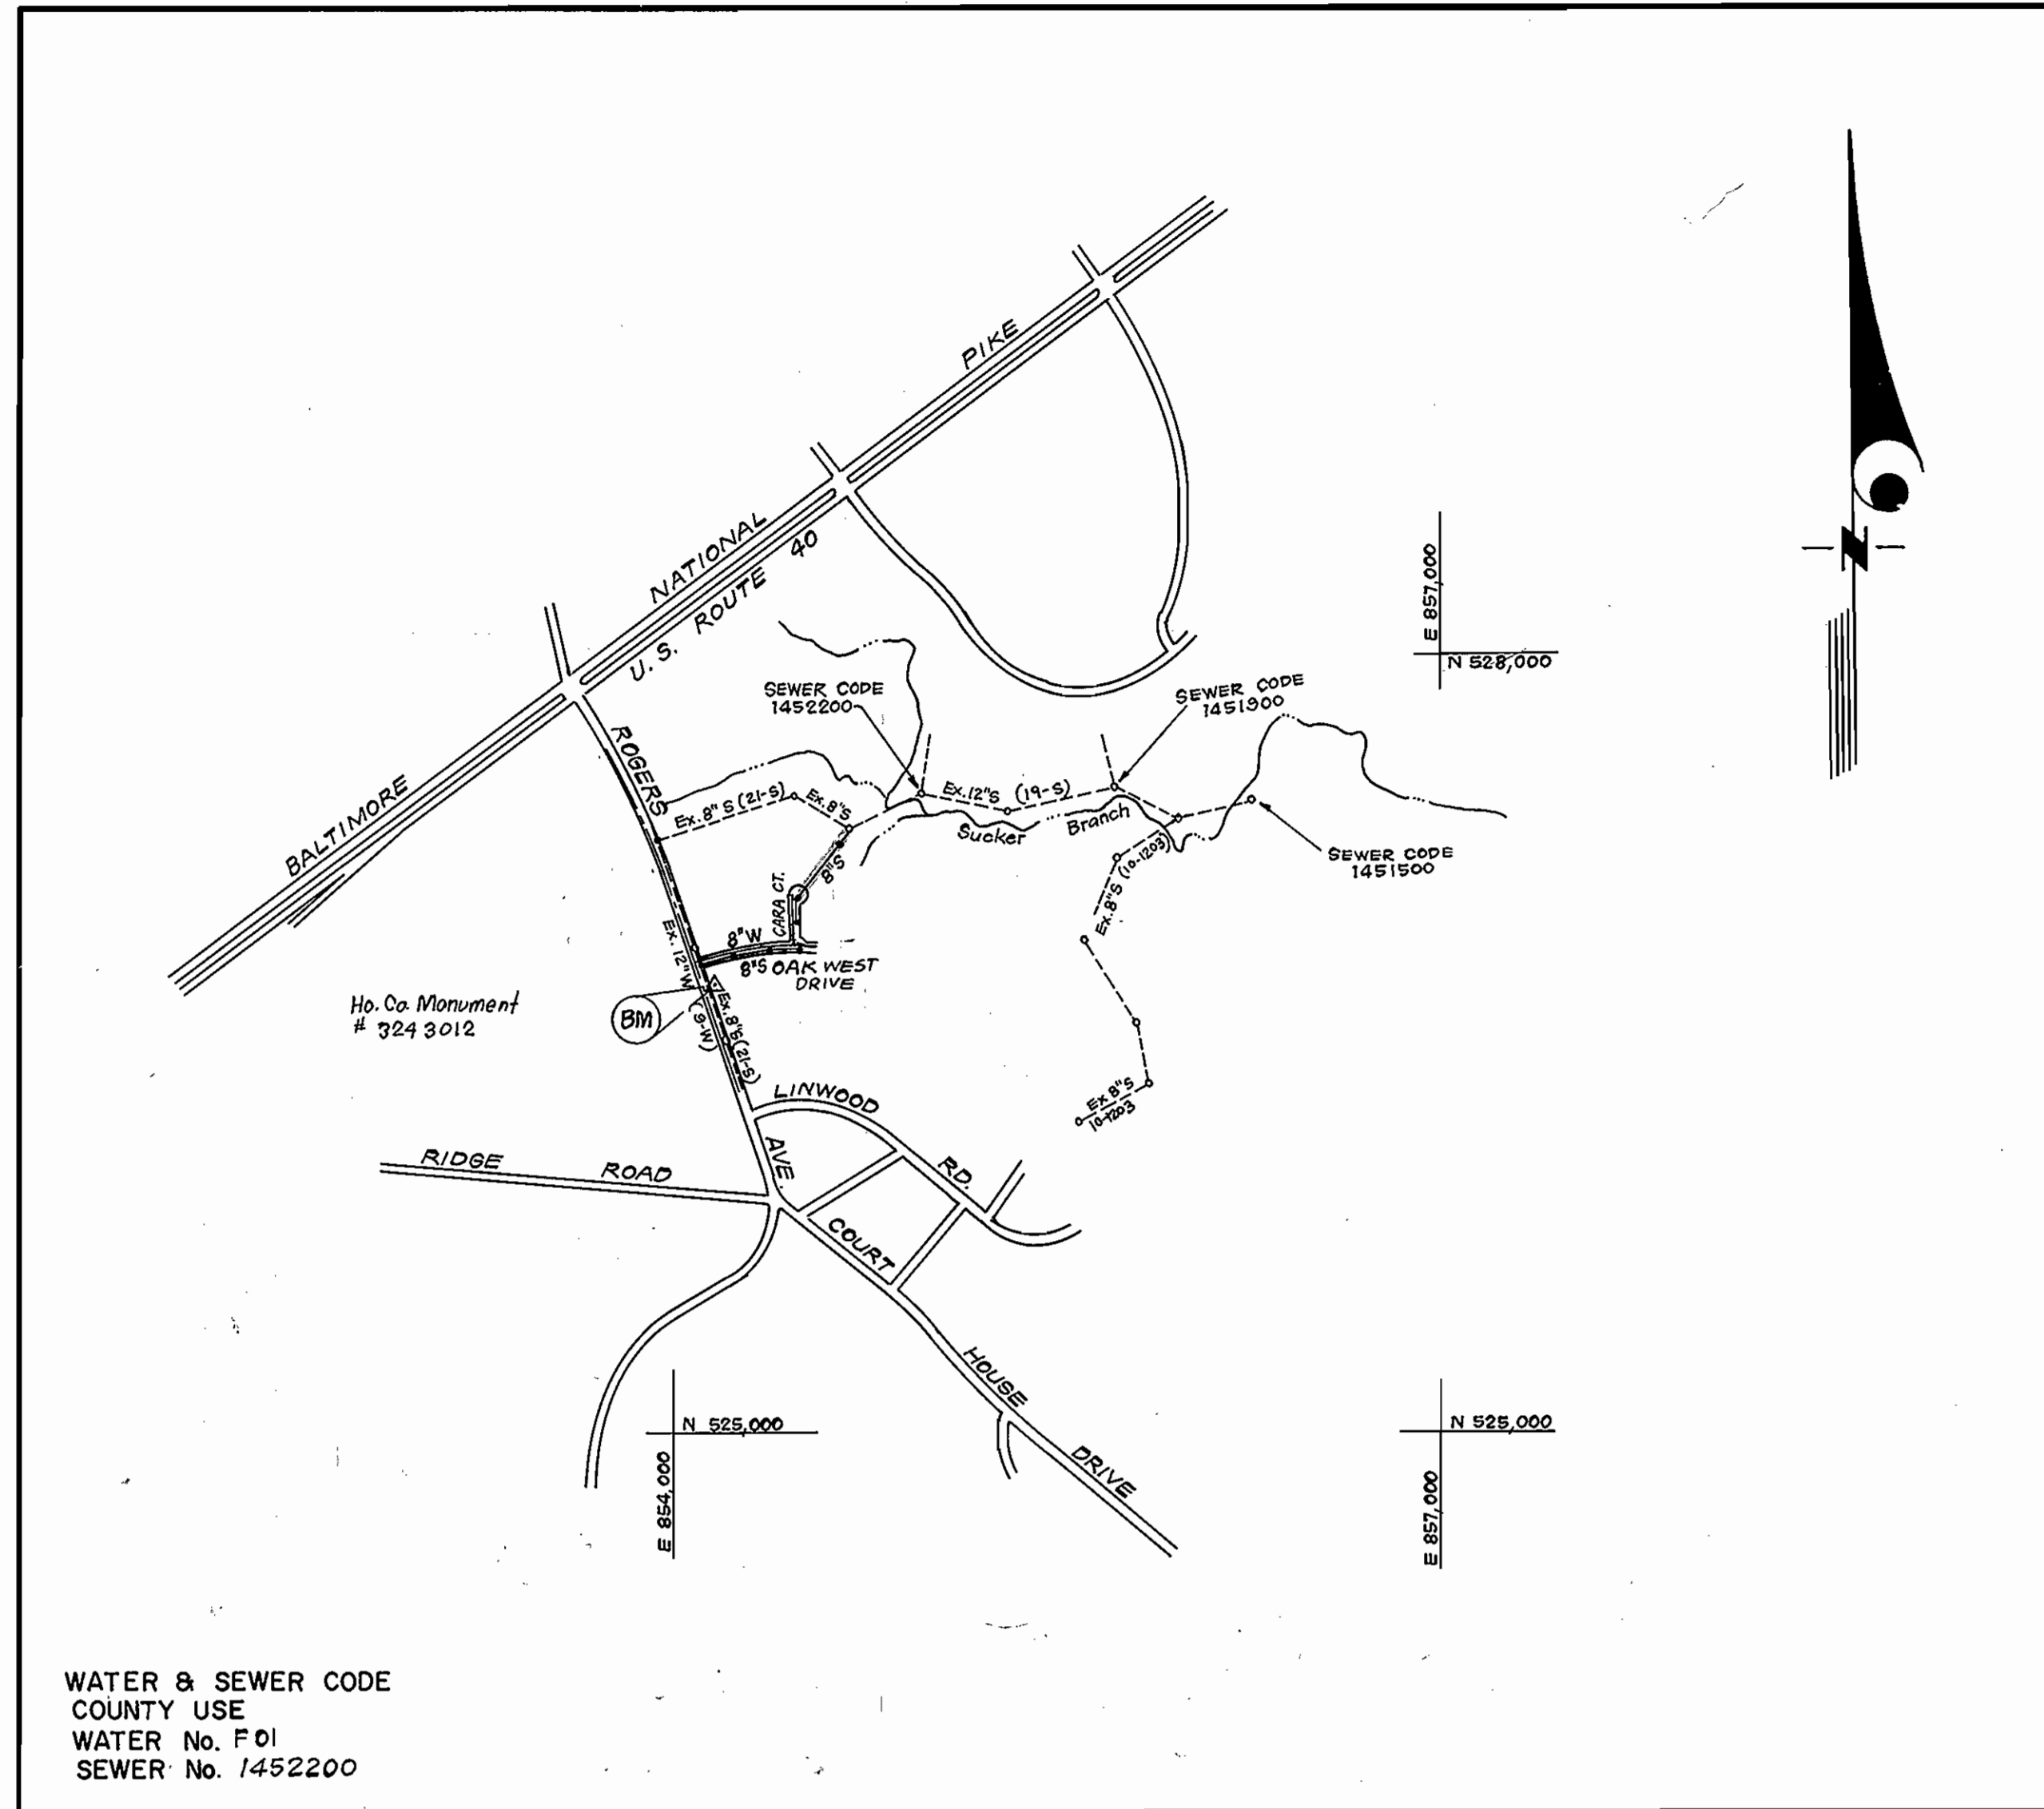 PIKE
NATIONAL
U. S. ROUTE 40
BALTIMORE
E 857,000
N 528,000
N
SEWER CODE
1452200
SEWER CODE
1451900
ROGERS
Ex. 8" S (21-S)
Ex. 8"S
Ex. 12"S (19-S)
Sucker Branch
SEWER CODE
1451500
8"S
CARA CT.
Ex. 8"S (10-1203)
8"W
8"S OAK WEST
DRIVE
Ex. 12"W (9-W)
Ho. Co. Monument
# 3243012
BM
Ex. 8"S (21-S)
LINWOOD
RD.
Ex 8"S
10-1203
AVE.
RIDGE ROAD
COURT
HOUSE
DRIVE
N 525,000
E 854,000
N 525,000
E 857,000
WATER & SEWER CODE
COUNTY USE
WATER No. F01
SEWER No. 1452200